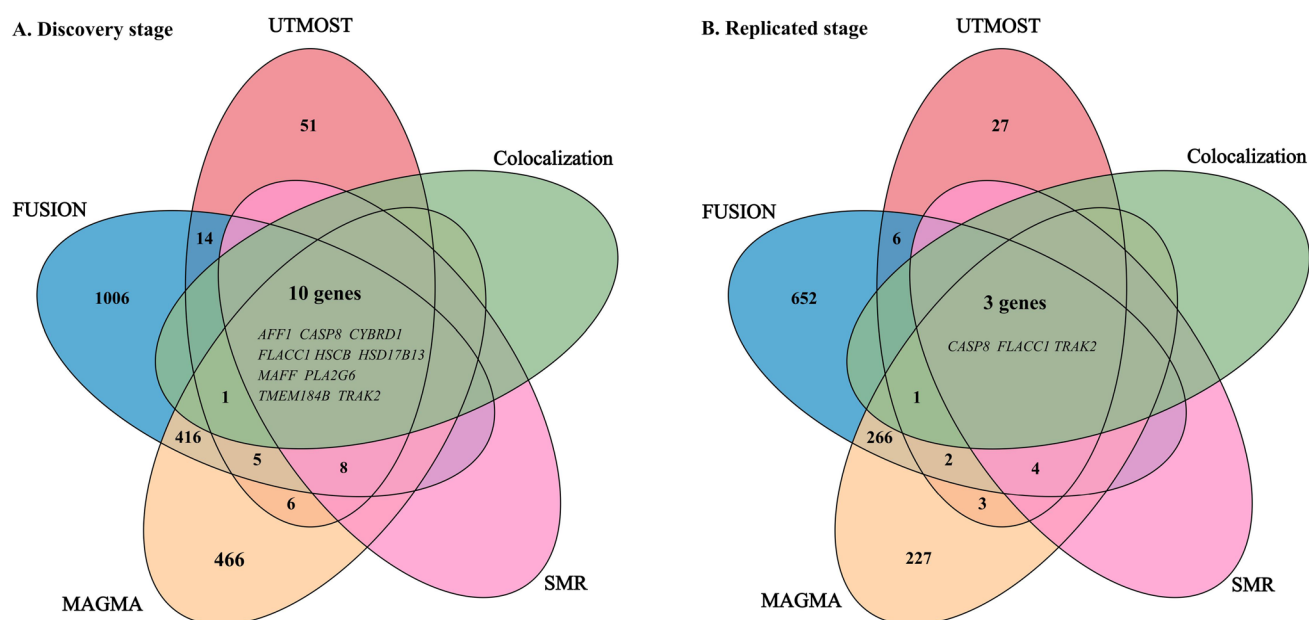 A. Discovery stage
UTMOST
51
Colocalization
FUSION
14
1006
10 genes
AFF1 CASP8 CYBRD1
FLACC1 HSCB HSD17B13
MAFF PLA2G6
TMEM184B TRAK2
1
416
5
8
6
466
SMR
MAGMA
B. Replicated stage
UTMOST
27
Colocalization
FUSION
6
652
3 genes
CASP8 FLACC1 TRAK2
1
266
2
4
3
227
SMR
MAGMA